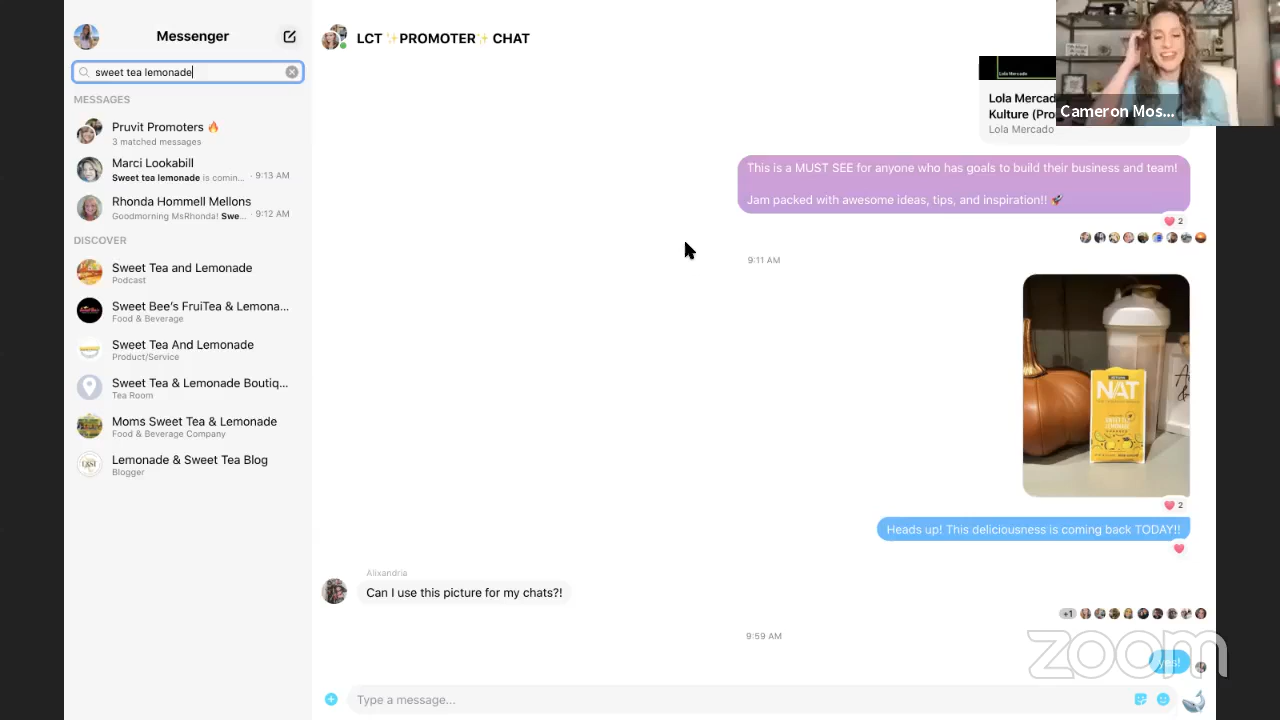 Messenger
sweet tea lemonade
MESSAGES
Pruvit Promoters 🔥
3 matched messages
Marci Lookabill
Sweet tea lemonade is comin... · 9:13 AM
Rhonda Hommell Mellons
Goodmorning MsRhonda! Swe... · 9:12 AM
DISCOVER
Sweet Tea and Lemonade
Podcast
Sweet Bee's FruiTea & Lemona...
Food & Beverage
Sweet Tea And Lemonade
Product/Service
Sweet Tea & Lemonade Boutiq...
Tea Room
Moms Sweet Tea & Lemonade
Food & Beverage Company
Lemonade & Sweet Tea Blog
Blogger
LCT ✨PROMOTER✨ CHAT
Lola Mercado
Lola Mercad
Kulture (Pro
Lola Mercado
Cameron Mos...
This is a MUST SEE for anyone who has goals to build their business and team!
Jam packed with awesome ideas, tips, and inspiration!! 🚀
2
9:11 AM
NAT
SWEET TEA
LEMONADE
2
Heads up! This deliciousness is coming back TODAY!!
Alixandria
Can I use this picture for my chats?!
+1
9:59 AM
yes!
zoom
Type a message...